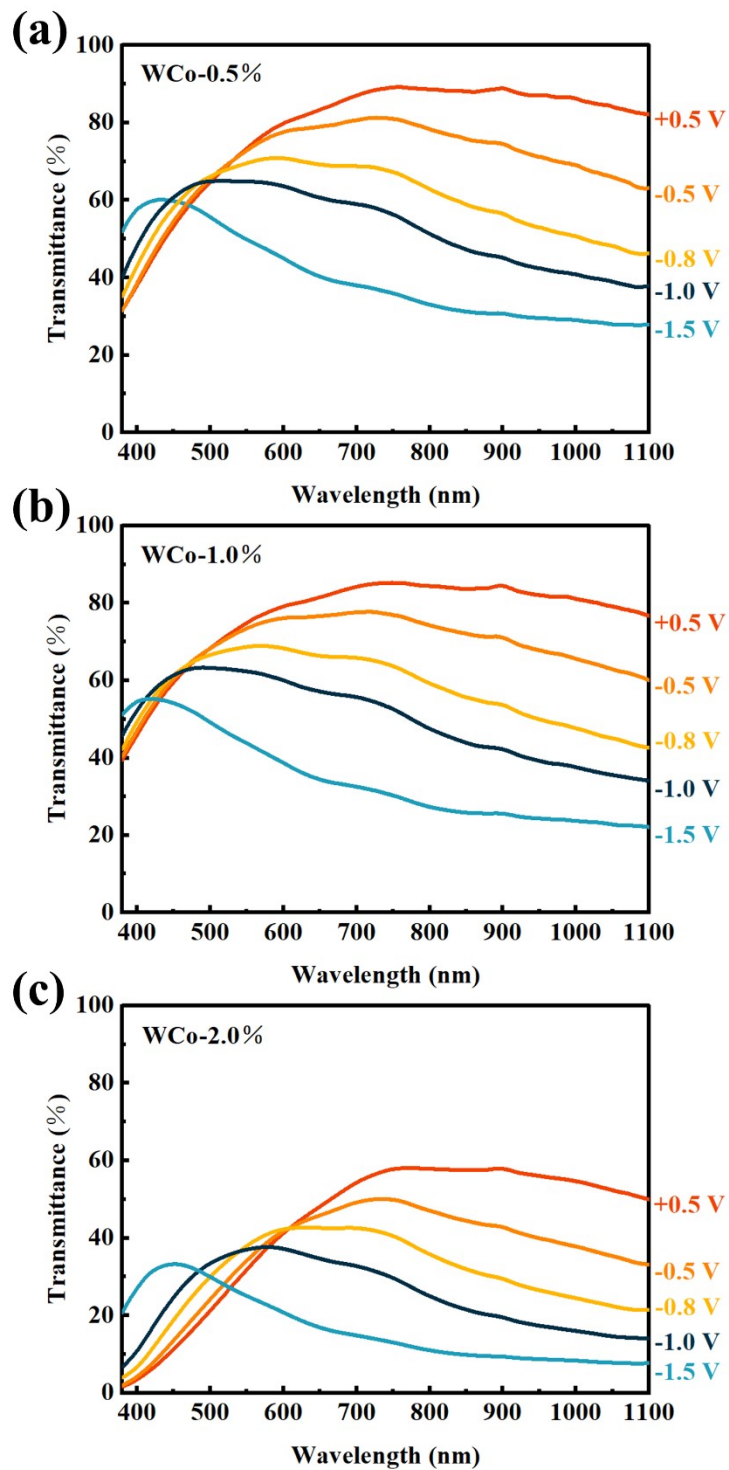 (a)
WCo-0.5%
Transmittance (%)
100
80
60
40
20
0
+0.5 V
-0.5 V
-0.8 V
-1.0 V
-1.5 V
400 500 600 700 800 900 1000 1100
Wavelength (nm)
(b)
WCo-1.0%
Transmittance (%)
100
80
60
40
20
0
+0.5 V
-0.5 V
-0.8 V
-1.0 V
-1.5 V
400 500 600 700 800 900 1000 1100
Wavelength (nm)
(c)
WCo-2.0%
Transmittance (%)
100
80
60
40
20
0
+0.5 V
-0.5 V
-0.8 V
-1.0 V
-1.5 V
400 500 600 700 800 900 1000 1100
Wavelength (nm)